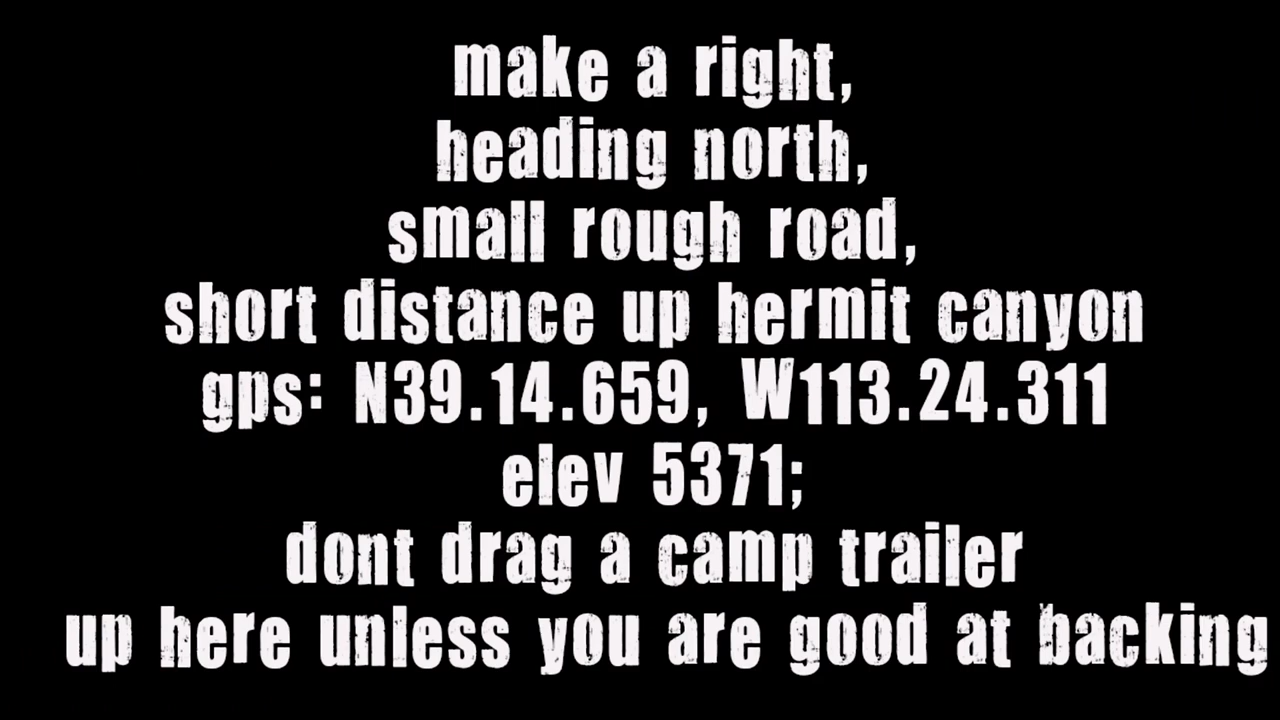 make a right,
heading north,
small rough road,
short distance up hermit canyon
gps: N39.14.659, W113.24.311
elev 5371;
dont drag a camp trailer
up here unless you are good at backing